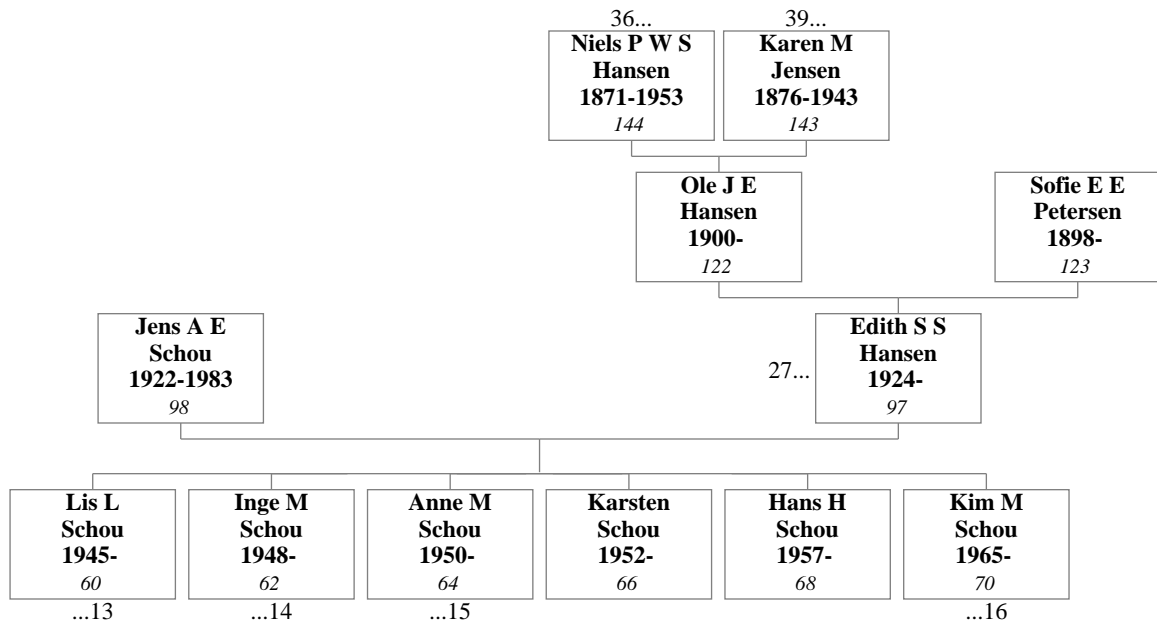 36...
39...
Niels P W S
Hansen
1871-1953
144
Karen M
Jensen
1876-1943
143
Ole J E
Hansen
1900-
122
Sofie E E
Petersen
1898-
123
Jens A E
Schou
1922-1983
98
27...
Edith S S
Hansen
1924-
97
Lis L
Schou
1945-
60
...13
Inge M
Schou
1948-
62
...14
Anne M
Schou
1950-
64
...15
Karsten
Schou
1952-
66
Hans H
Schou
1957-
68
Kim M
Schou
1965-
70
...16